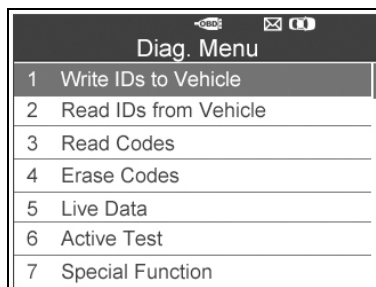 OBD
Diag. Menu
1 Write IDs to Vehicle
2 Read IDs from Vehicle
3 Read Codes
4 Erase Codes
5 Live Data
6 Active Test
7 Special Function